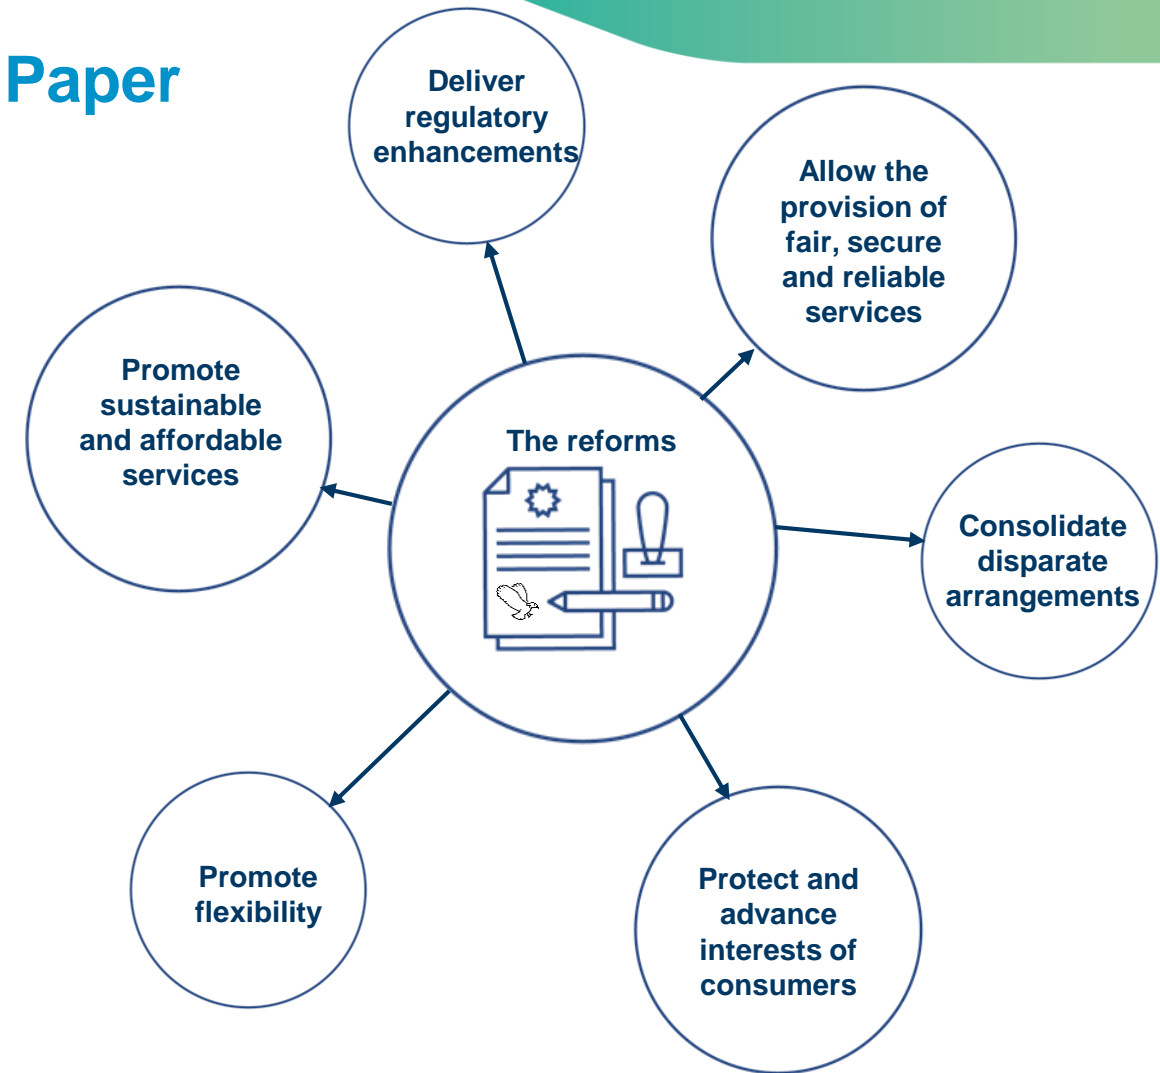 Paper
Deliver
regulatory
enhancements
Allow the
provision of
fair, secure
and reliable
services
Promote
sustainable
and affordable
services
The reforms
Consolidate
disparate
arrangements
Promote
flexibility
Protect and
advance
interests of
consumers